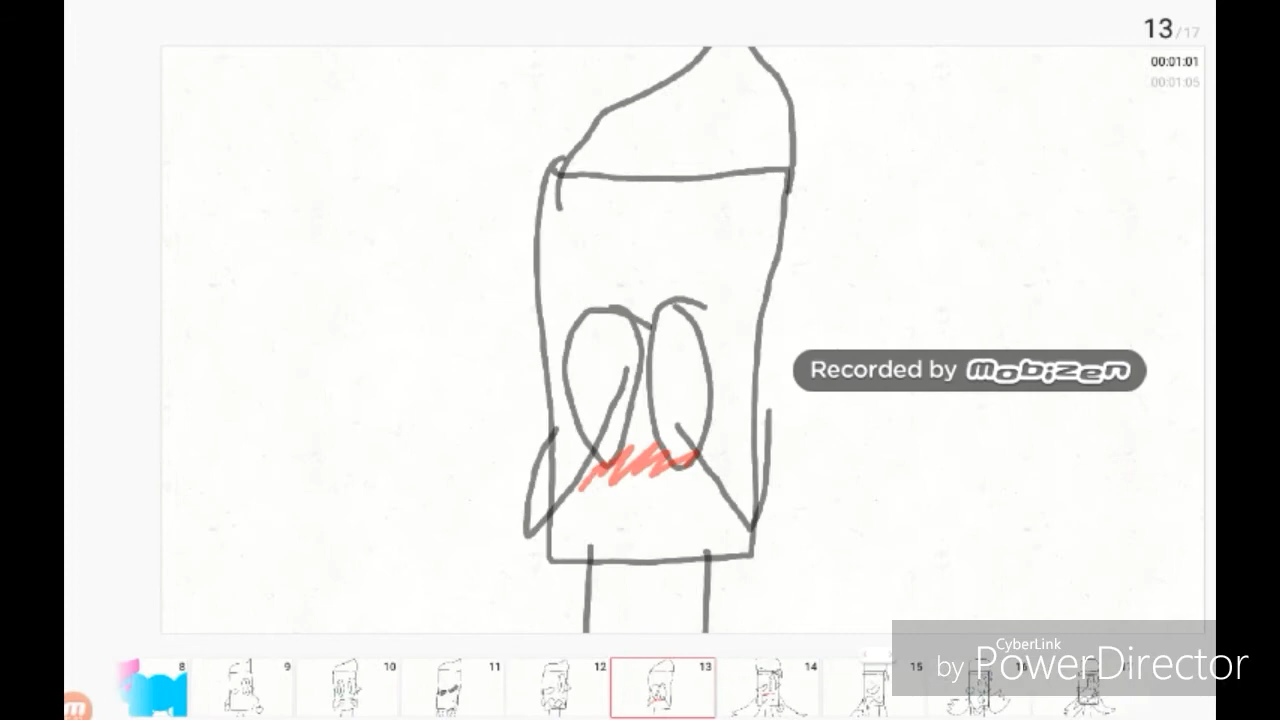 13/17
00:01:01
00:01:05
Recorded by mobizen
CyberLink
by PowerDirector
8
9
10
11
12
13
14
15
m